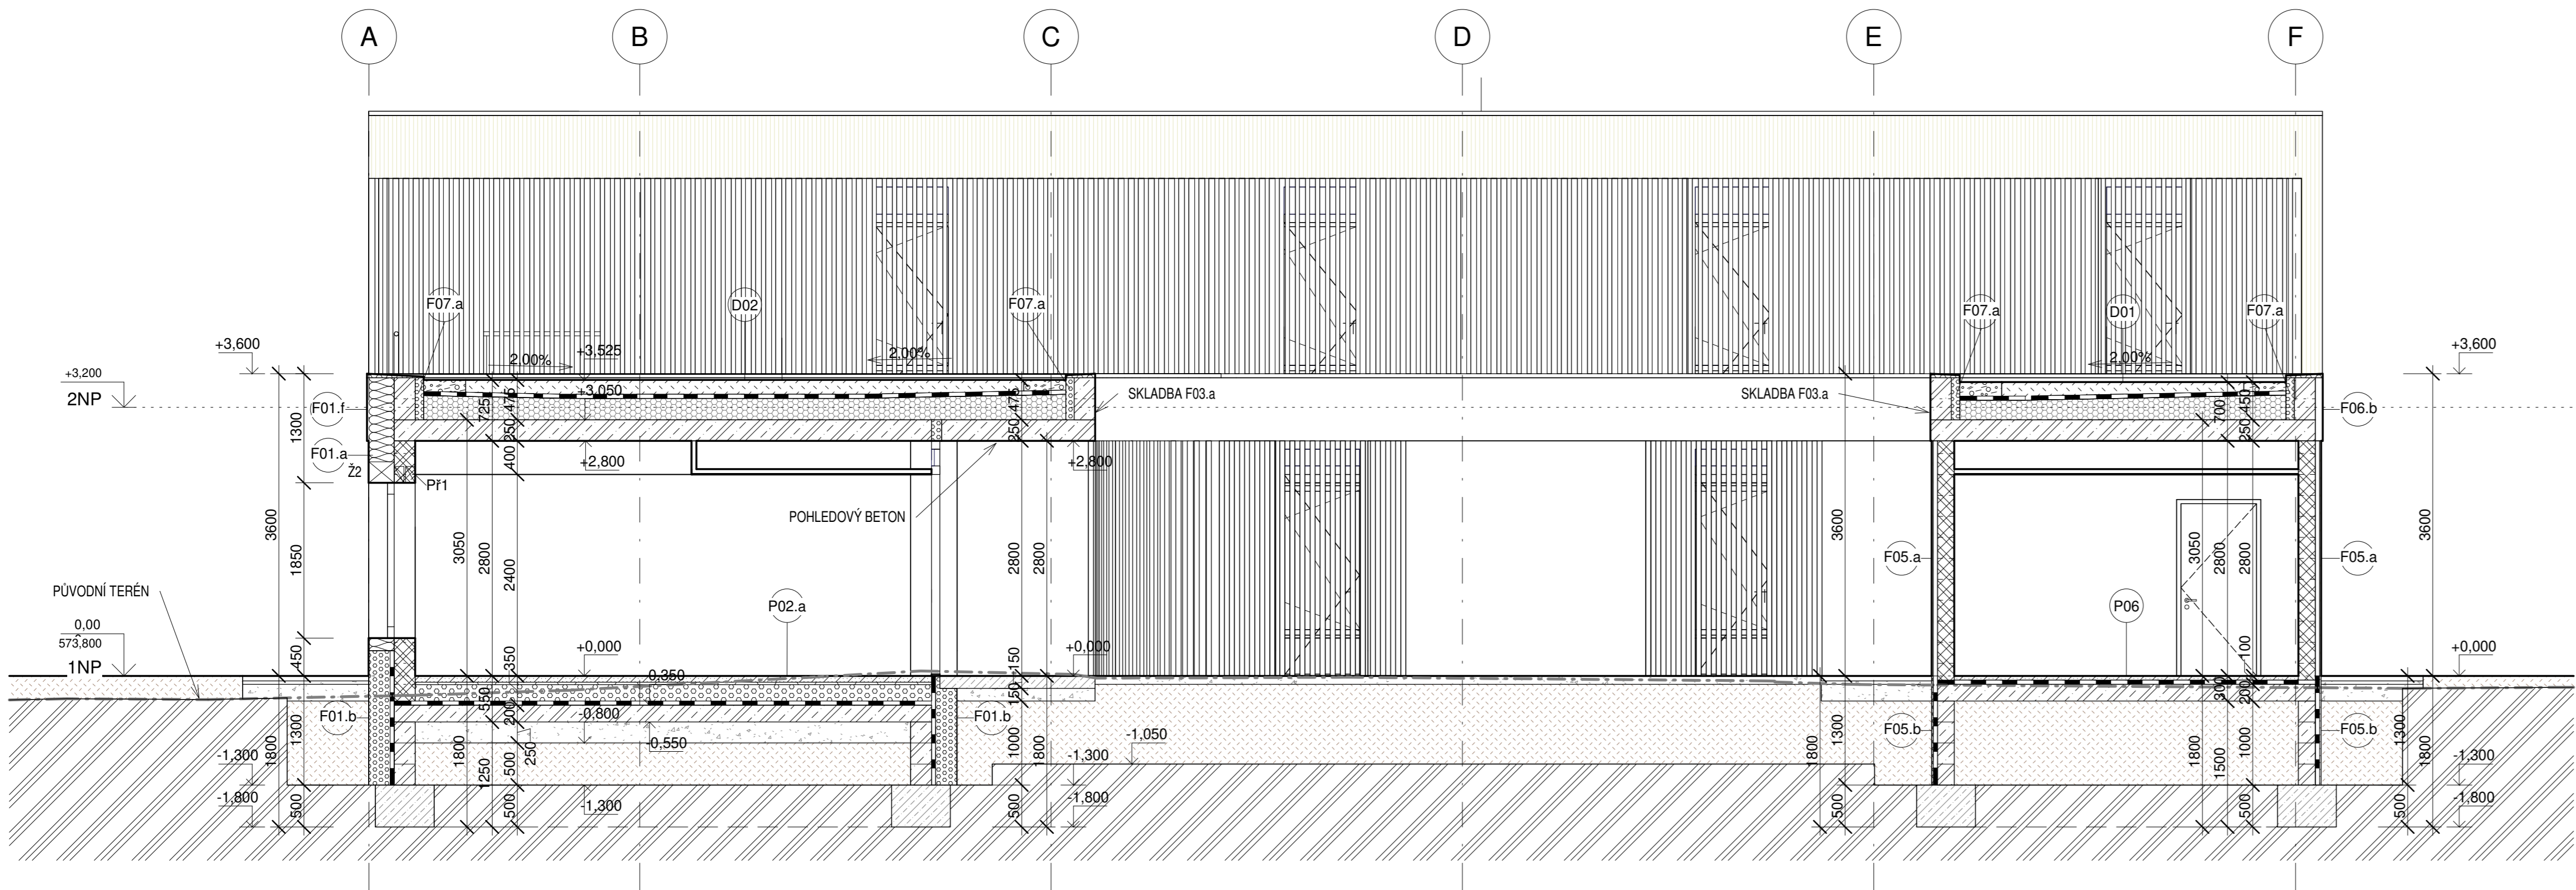 A
B
C
D
E
F
F07.a
D02
F07.a
F07.a
D01
F07.a
+3,600
2,00%
+3,525
2,00%
2,00%
+3,600
+3,200
2NP
F01.f
1300
725
475
+3,050
475
SKLADBA F03.a
SKLADBA F03.a
700
450
F06.b
F01.a
250
400
250
250
+2,800
+2,800
Ž2
Př1
POHLEDOVÝ BETON
3600
1850
3050
2800
2400
2800
2800
3600
F05.a
3050
2800
2800
F05.a
3600
PŮVODNÍ TERÉN
P02.a
P06
0,00
573,800
1NP
450
+0,000
350
-0,350
+0,000
150
100
+0,000
550
200
150
300
200
F01.b
-0,800
F01.b
F05.b
F05.b
-0,550
250
-1,050
1300
1800
-1,300
1800
1250
500
1000
1800
-1,300
1800
1300
1800
1500
1000
1300
1800
-1,300
-1,800
500
500
-1,300
500
-1,800
500
500
500
-1,800